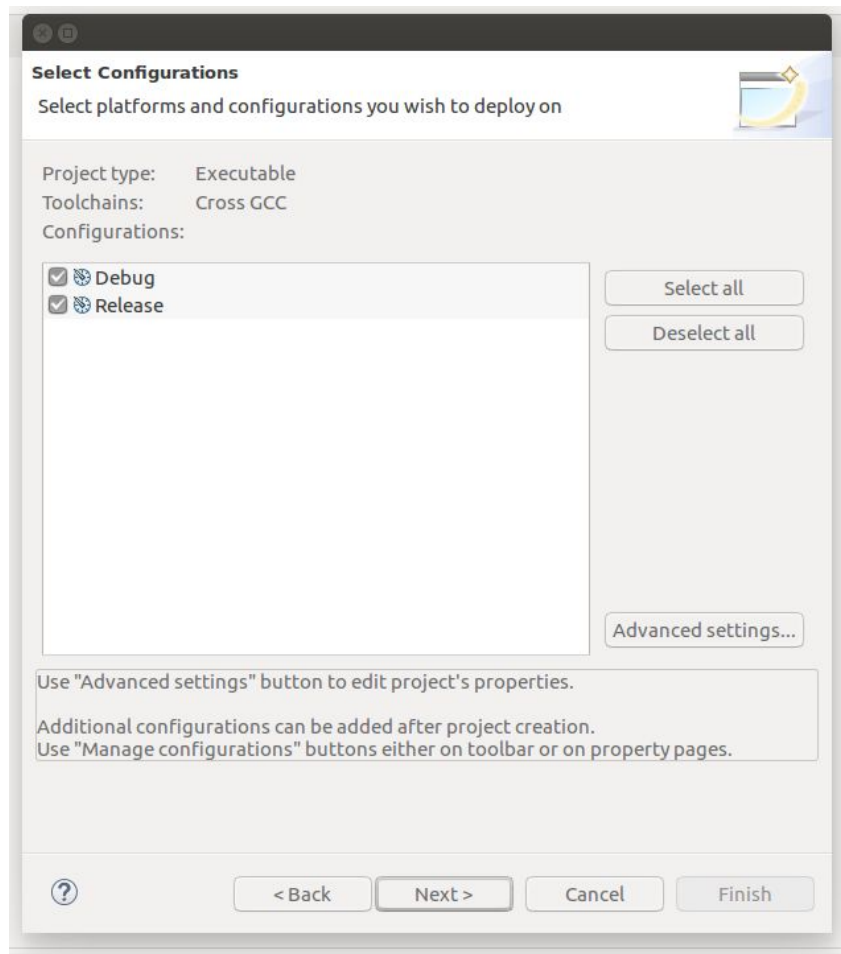 Select Configurations
Select platforms and configurations you wish to deploy on
Project type: Executable
Toolchains: Cross GCC
Configurations:
Debug
Release
Select all
Deselect all
Advanced settings...
Use "Advanced settings" button to edit project's properties.
Additional configurations can be added after project creation.
Use "Manage configurations" buttons either on toolbar or on property pages.
?
< Back
Next >
Cancel
Finish